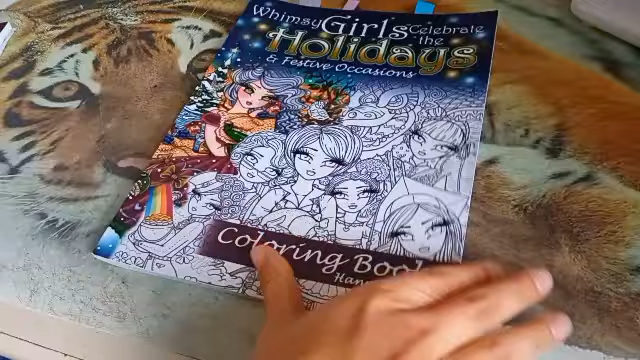 Whimsy Girls Celebrate the
Holidays
& Festive Occasions
Coloring Book